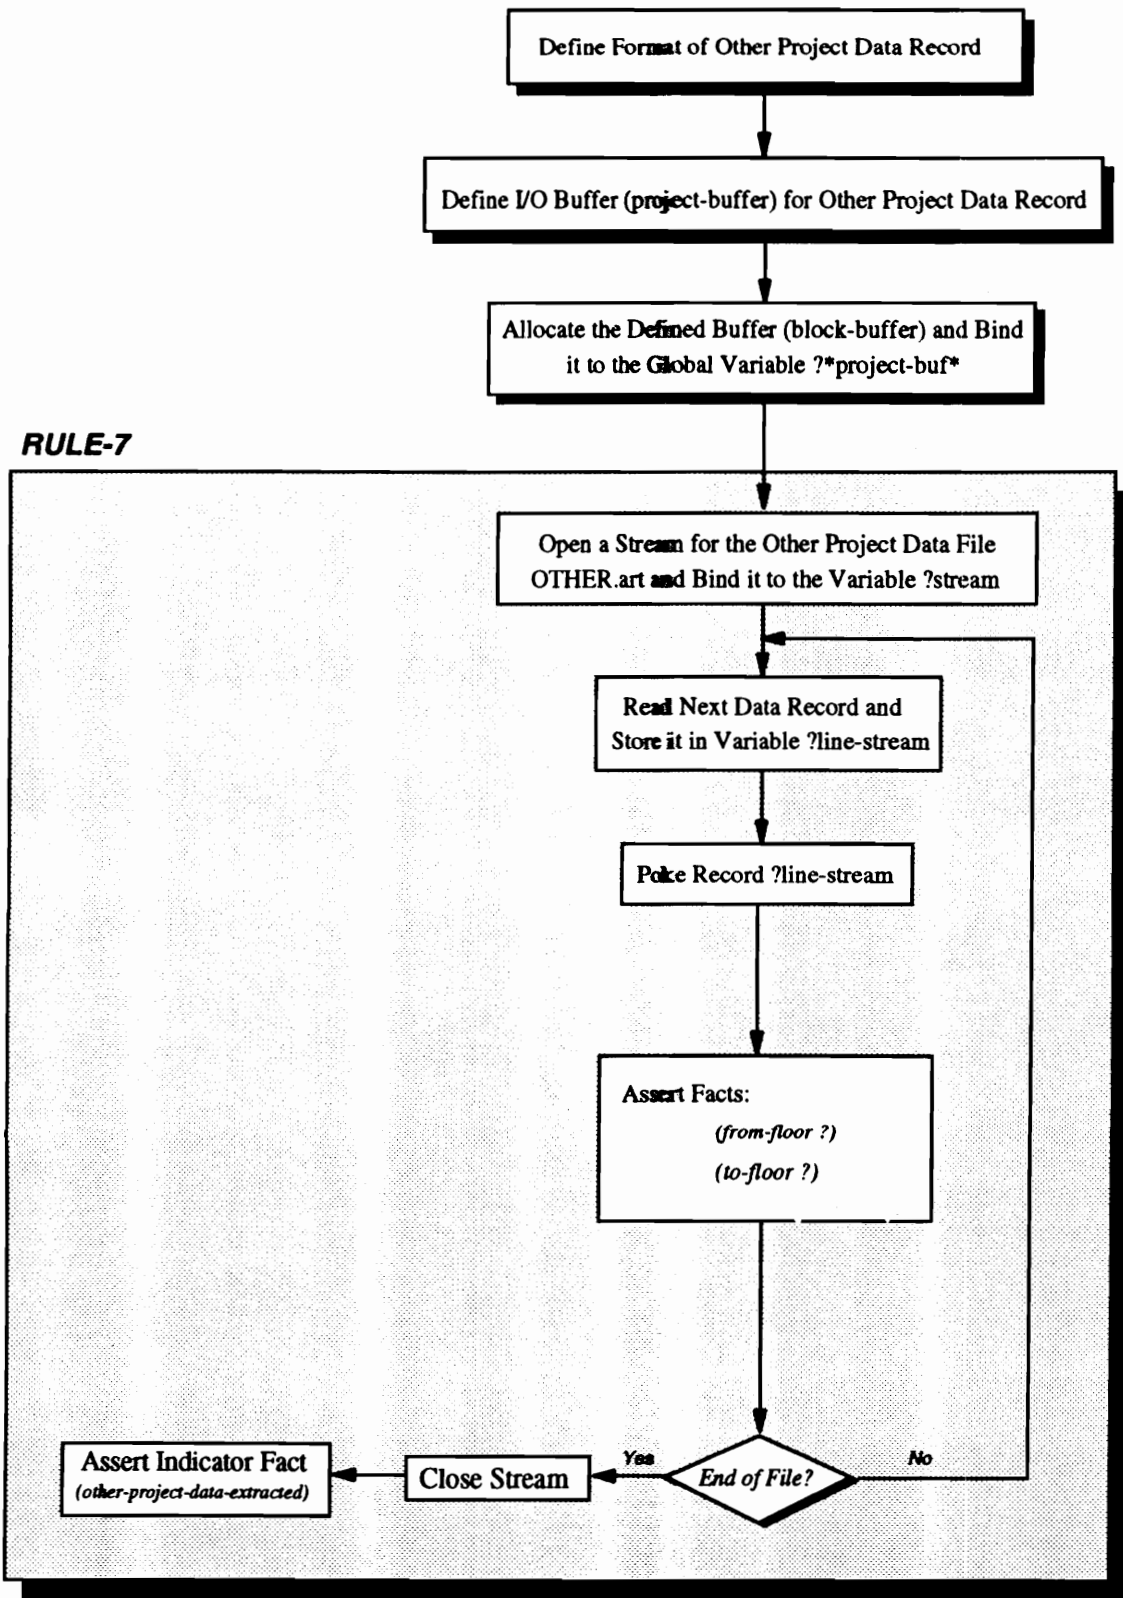 Define Format of Other Project Data Record
Define I/O Buffer (project-buffer) for Other Project Data Record
Allocate the Defined Buffer (block-buffer) and Bind
it to the Global Variable ?*project-buf*
RULE-7
Open a Stream for the Other Project Data File
OTHER.art and Bind it to the Variable ?stream
Read Next Data Record and
Store it in Variable ?line-stream
Poke Record ?line-stream
Assert Facts:
(from-floor ?)
(to-floor ?)
End of File?
No
Yes
Close Stream
Assert Indicator Fact
(other-project-data-extracted)